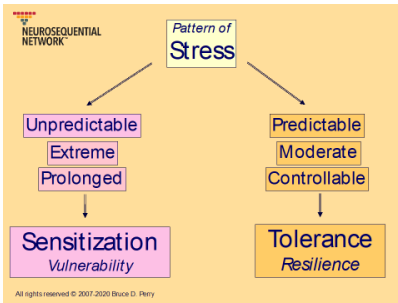 NEUROSEQUENTIAL
NETWORK™
Pattern of
Stress
Unpredictable
Extreme
Prolonged
Sensitization
Vulnerability
Predictable
Moderate
Controllable
Tolerance
Resilience
All rights reserved © 2007-2020 Bruce D. Perry